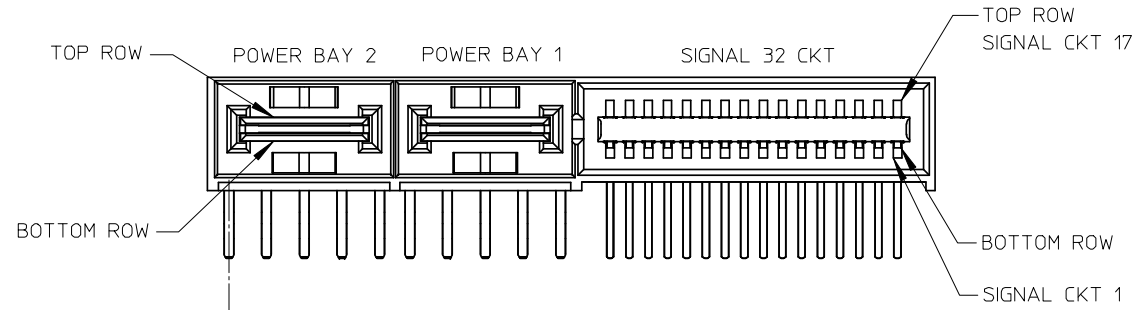 TOP ROW
SIGNAL CKT 17
TOP ROW
POWER BAY 2
POWER BAY 1
SIGNAL 32 CKT
BOTTOM ROW
BOTTOM ROW
SIGNAL CKT 1